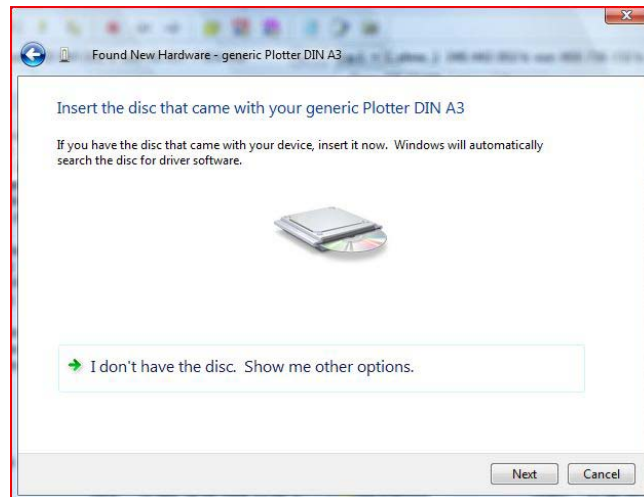 Found New Hardware - generic Plotter DIN A3
Insert the disc that came with your generic Plotter DIN A3
If you have the disc that came with your device, insert it now. Windows will automatically
search the disc for driver software.
I don't have the disc. Show me other options.
Next Cancel